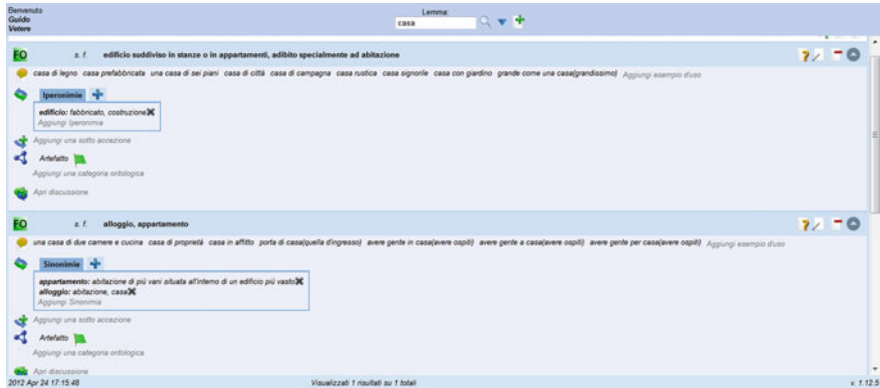 Benvenuto
Guido
Vetere
Lemma:
casa
FO s. f. edificio suddiviso in stanze o in appartamenti, adibito specialmente ad abitazione
casa di legno casa prefabbricata una casa di sei piani casa di città casa di campagna casa rustica casa signorile casa con giardino grande come una casa(grandissimo) Aggiungi esempio d'uso
Iperonimie
edificio: fabbricato, costruzione
Aggiungi Iperonimia
Aggiungi una sotto accezione
Artefatto
Aggiungi una categoria ontologica
Apri discussione
FO s. f. alloggio, appartamento
una casa di due camere e cucina casa di proprietà casa in affitto porta di casa(quella d'ingresso) avere gente in casa(avere ospiti) avere gente a casa(avere ospiti) avere gente per casa(avere ospiti) Aggiungi esempio d'uso
Sinonimie
appartamento: abitazione di più vani situata all'interno di un edificio più vasto
alloggio: abitazione, casa
Aggiungi Sinonimia
Aggiungi una sotto accezione
Artefatto
Aggiungi una categoria ontologica
Apri discussione
2012 Apr 24 17:15:48 Visualizzati 1 risultati su 1 totali v. 1.12.5